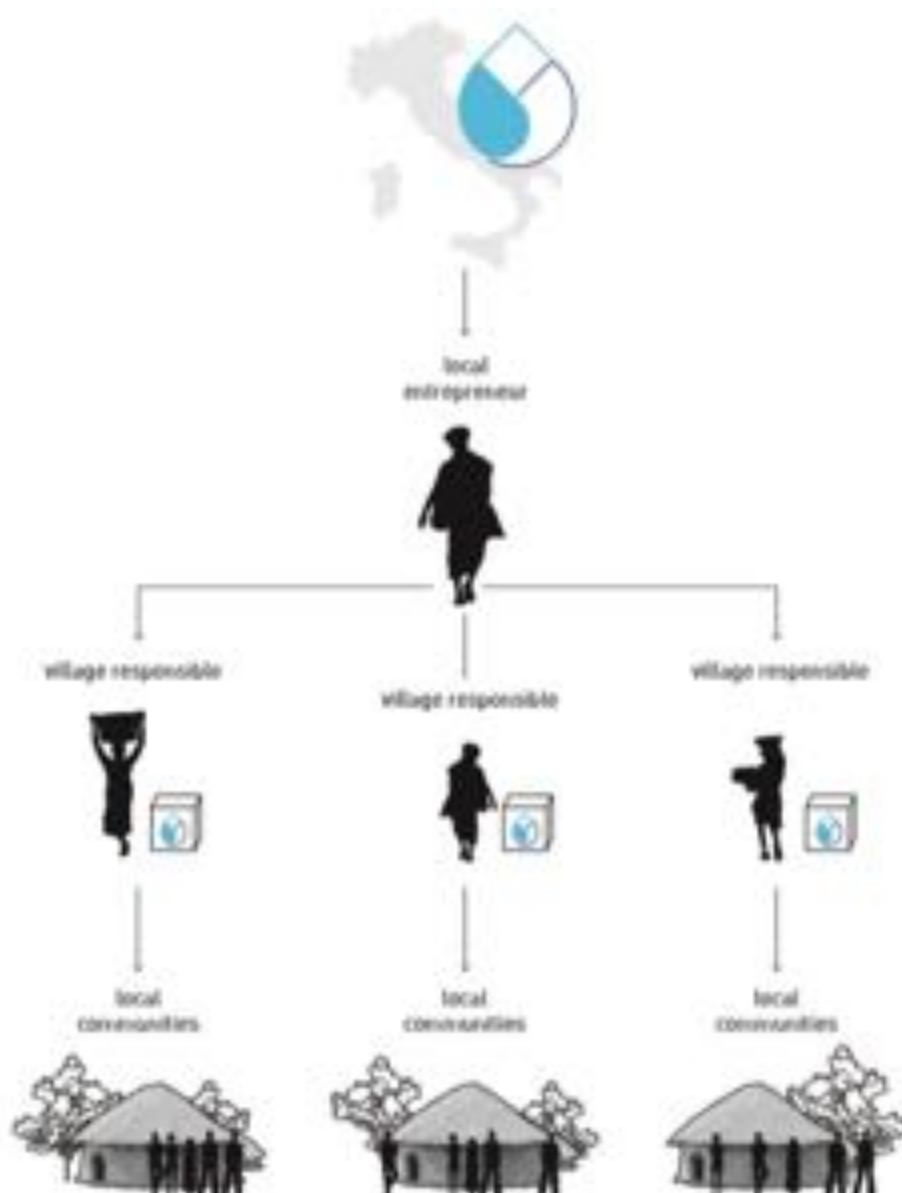 local
entrepreneur
village responsible
village responsible
village responsible
local
communities
local
communities
local
communities